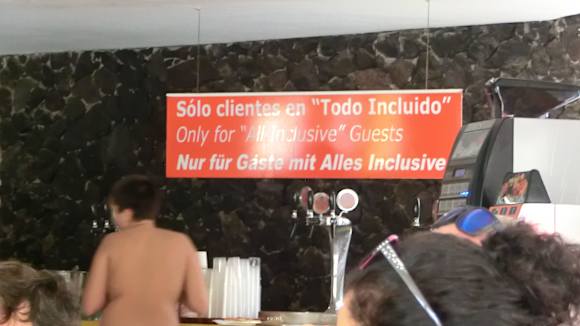 Sólo clientes en "Todo Incluido"
Only for "All Inclusive" Guests
Nur für Gäste mit Alles Inclusive